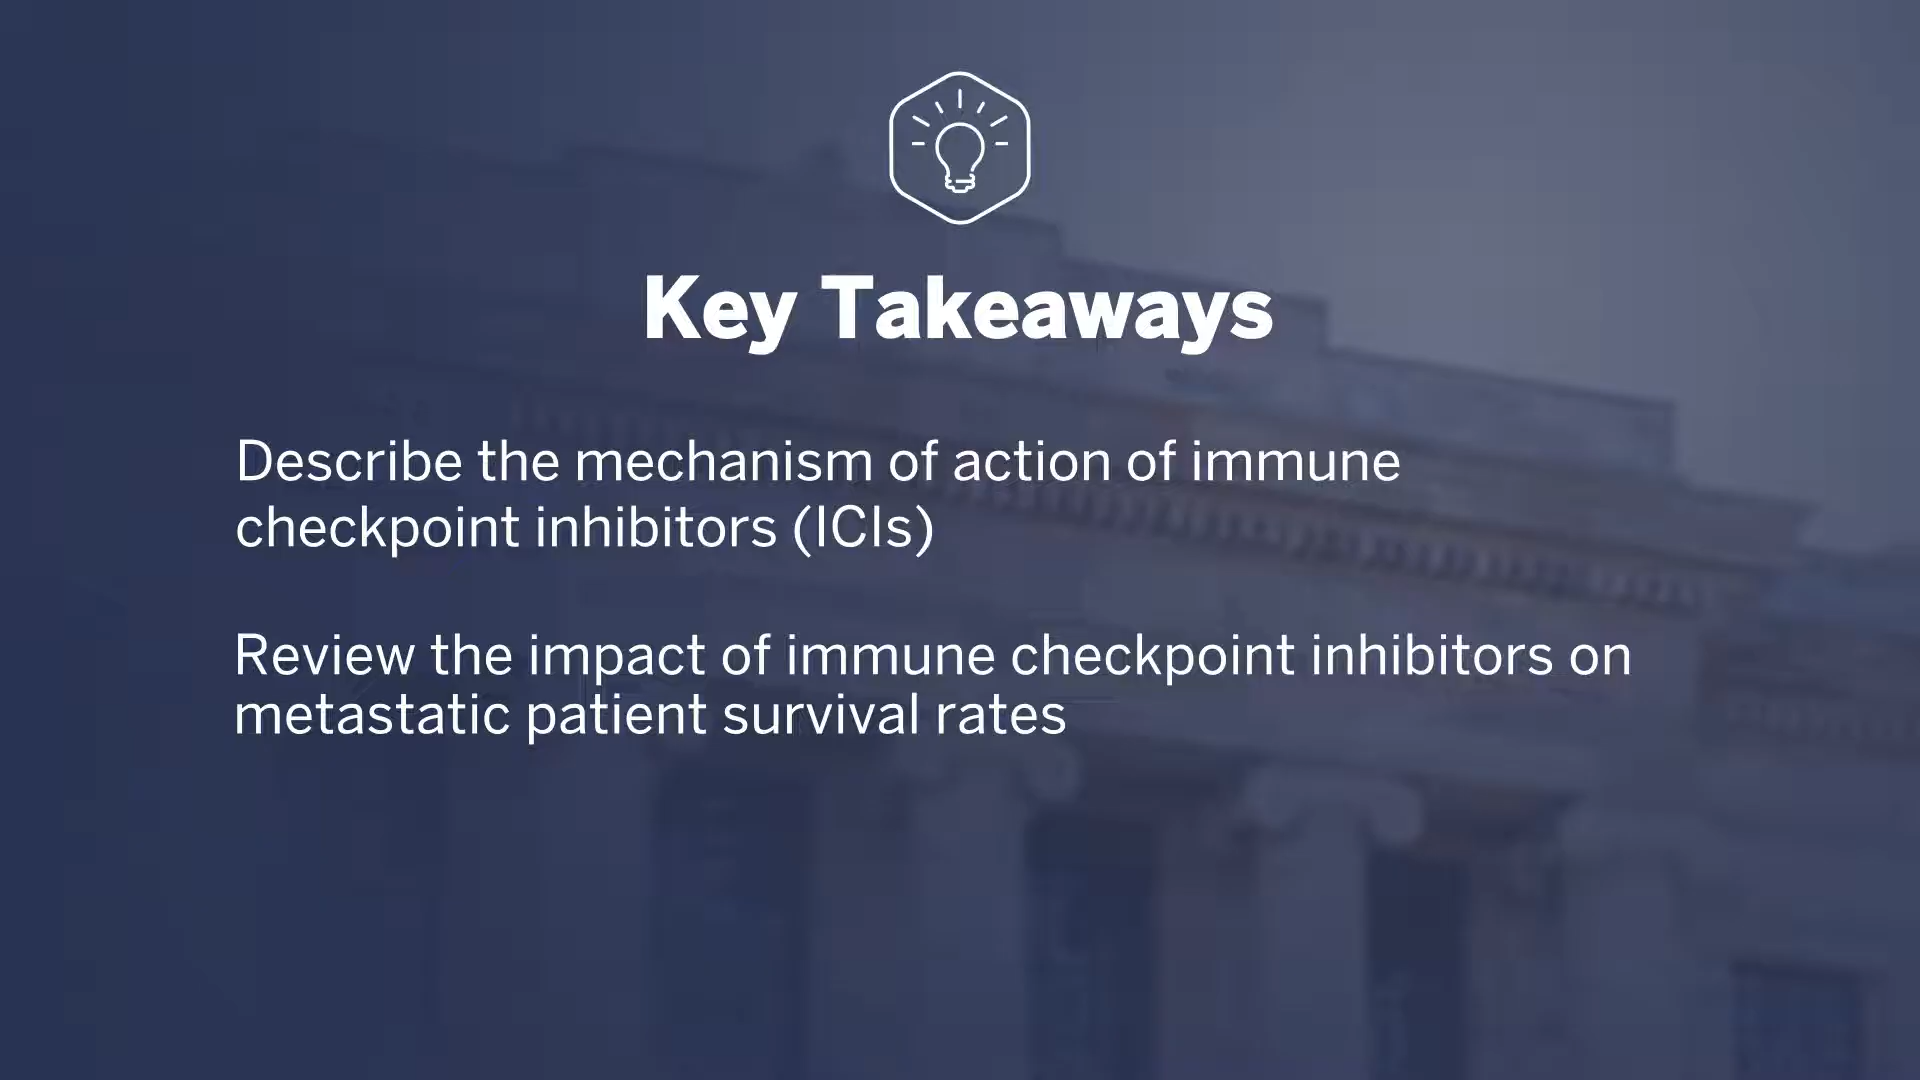 Key Takeaways
Describe the mechanism of action of immune
checkpoint inhibitors (ICIs)
Review the impact of immune checkpoint inhibitors on
metastatic patient survival rates